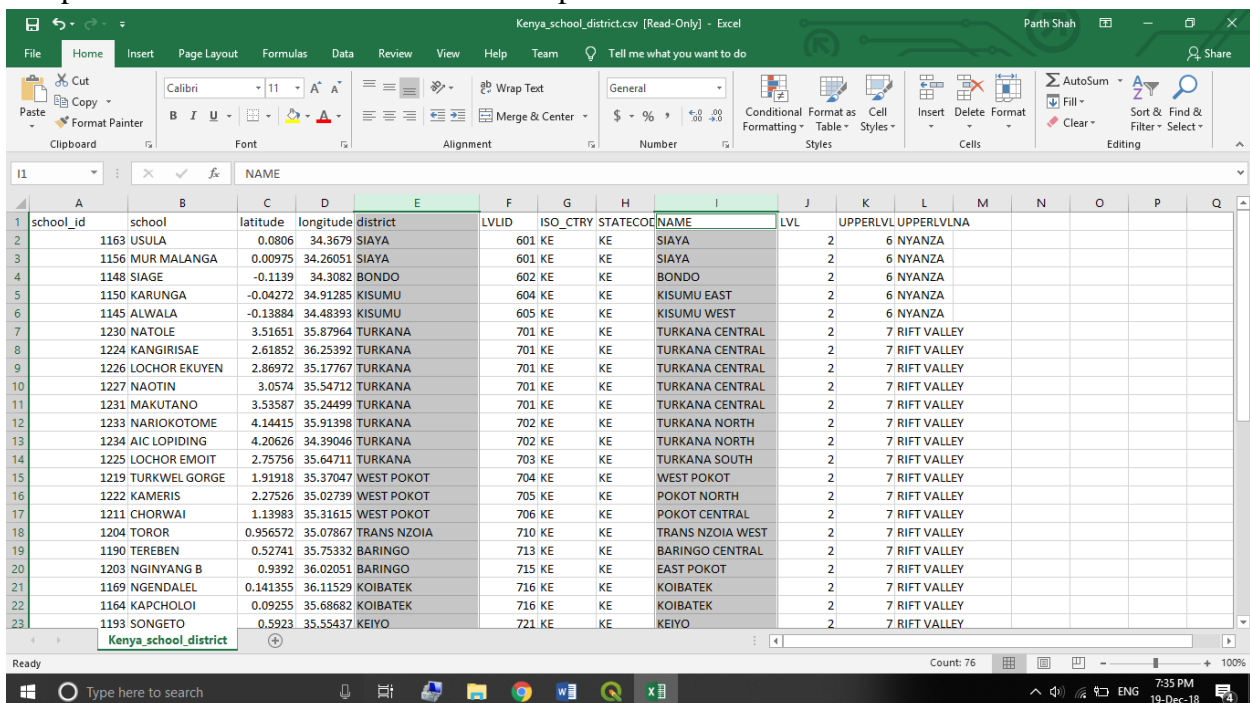 Kenya_school_district.csv [Read-Only] - Excel
Parth Shah
File Home Insert Page Layout Formulas Data Review View Help Team Tell me what you want to do Share
Cut
Copy
Format Painter
Paste
Calibri 11
B I U
Wrap Text
Merge & Center
General
$ % ,
Conditional Formatting
Format as Table
Cell Styles
Insert Delete Format
AutoSum
Fill
Clear
Sort & Filter
Find & Select
Clipboard Font Alignment Number Styles Cells Editing
I1 fx NAME
A B C D E F G H I J K L M N O P Q
1 school_id school latitude longitude district LVLID ISO_CTRY STATECOD NAME LVL UPPERLVL UPPERLVLNA
2 1163 USULA 0.0806 34.3679 SIAYA 601 KE KE SIAYA 2 6 NYANZA
3 1156 MUR MALANGA 0.00975 34.26051 SIAYA 601 KE KE SIAYA 2 6 NYANZA
4 1148 SIAGE -0.1139 34.3082 BONDO 602 KE KE BONDO 2 6 NYANZA
5 1150 KARUNGA -0.04272 34.91285 KISUMU 604 KE KE KISUMU EAST 2 6 NYANZA
6 1145 ALWALA -0.13884 34.48393 KISUMU 605 KE KE KISUMU WEST 2 6 NYANZA
7 1230 NATOLE 3.51651 35.87964 TURKANA 701 KE KE TURKANA CENTRAL 2 7 RIFT VALLEY
8 1224 KANGIRISAE 2.61852 36.25392 TURKANA 701 KE KE TURKANA CENTRAL 2 7 RIFT VALLEY
9 1226 LOCHOR EKUYEN 2.86972 35.17767 TURKANA 701 KE KE TURKANA CENTRAL 2 7 RIFT VALLEY
10 1227 NAOTIN 3.0574 35.54712 TURKANA 701 KE KE TURKANA CENTRAL 2 7 RIFT VALLEY
11 1231 MAKUTANO 3.53587 35.24499 TURKANA 701 KE KE TURKANA CENTRAL 2 7 RIFT VALLEY
12 1233 NARIOKOTOME 4.14415 35.91398 TURKANA 702 KE KE TURKANA NORTH 2 7 RIFT VALLEY
13 1234 AIC LOPIDING 4.20626 34.39046 TURKANA 702 KE KE TURKANA NORTH 2 7 RIFT VALLEY
14 1225 LOCHOR EMOIT 2.75756 35.64711 TURKANA 703 KE KE TURKANA SOUTH 2 7 RIFT VALLEY
15 1219 TURKWEL GORGE 1.91918 35.37047 WEST POKOT 704 KE KE WEST POKOT 2 7 RIFT VALLEY
16 1222 KAMERIS 2.27526 35.02739 WEST POKOT 705 KE KE POKOT NORTH 2 7 RIFT VALLEY
17 1211 CHORWAI 1.13983 35.31615 WEST POKOT 706 KE KE POKOT CENTRAL 2 7 RIFT VALLEY
18 1204 TOROR 0.956572 35.07867 TRANS NZOIA 710 KE KE TRANS NZOIA WEST 2 7 RIFT VALLEY
19 1190 TEREBEN 0.52741 35.75332 BARINGO 713 KE KE BARINGO CENTRAL 2 7 RIFT VALLEY
20 1203 NGINYANG B 0.9392 36.02051 BARINGO 715 KE KE EAST POKOT 2 7 RIFT VALLEY
21 1169 NGENDALEL 0.141355 36.11529 KOIBATEK 716 KE KE KOIBATEK 2 7 RIFT VALLEY
22 1164 KAPCHOLOI 0.09255 35.68682 KOIBATEK 716 KE KE KOIBATEK 2 7 RIFT VALLEY
23 1193 SONGETO 0.5923 35.55437 KEIYO 721 KE KE KEIYO 2 7 RIFT VALLEY
Kenya_school_district
Ready Count: 76 100%
Type here to search
ENG
7:35 PM
19-Dec-18